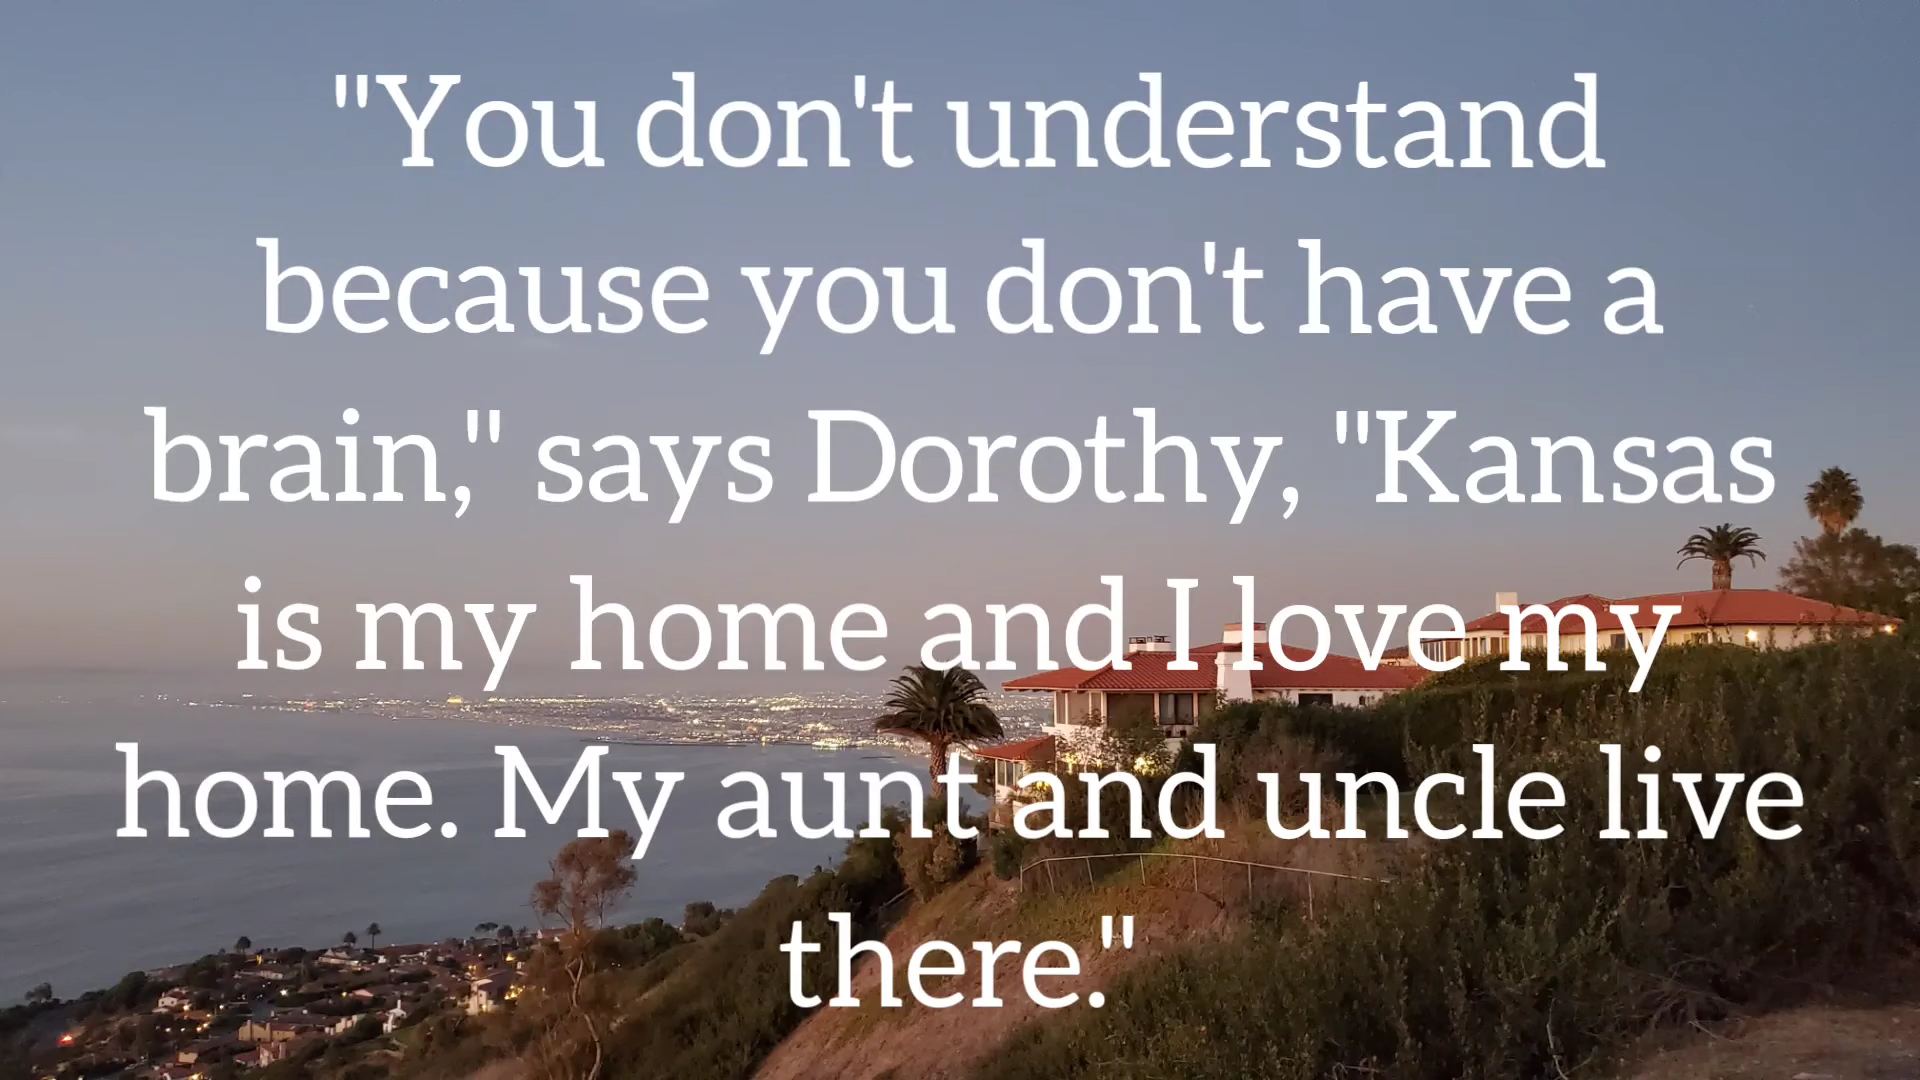 "You don't understand
because you don't have a
brain," says Dorothy, "Kansas
is my home and I love my
home. My aunt and uncle live
there."